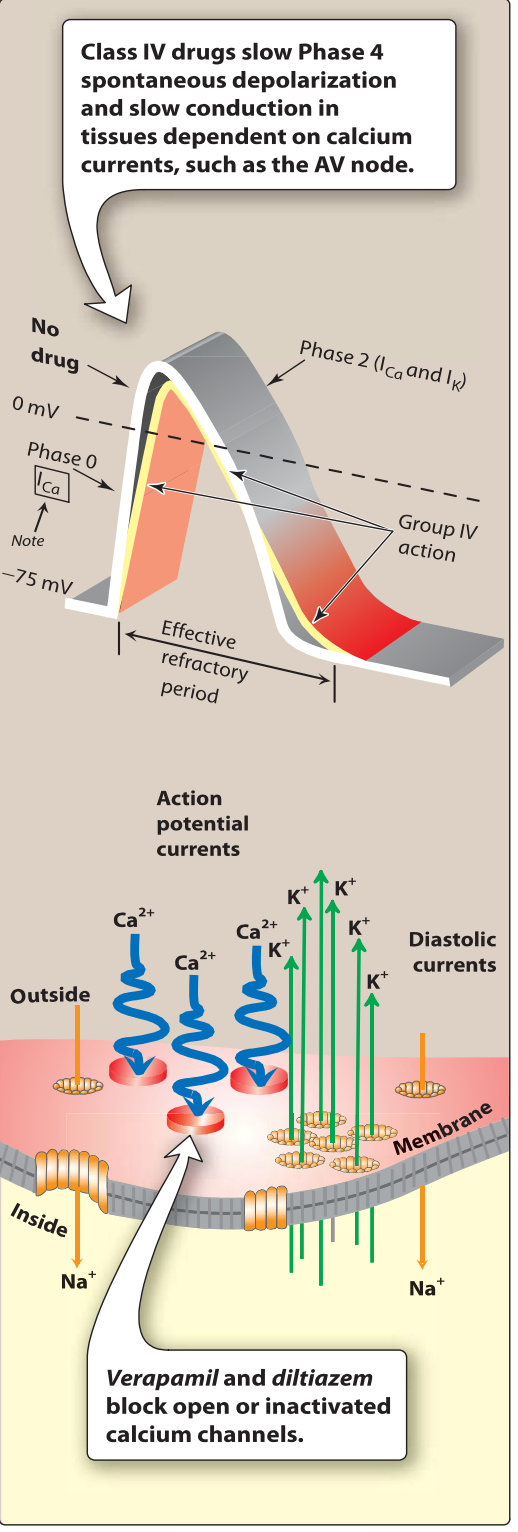 Class IV drugs slow Phase 4
spontaneous depolarization
and slow conduction in
tissues dependent on calcium
currents, such as the AV node.
No
drug
Phase 2 (ICa and IK)
0 mV
Phase 0
ICa
Note
Group IV
action
–75 mV
Effective
refractory
period
Action
potential
currents
Ca2+
Ca2+
Ca2+
K+
K+
K+
K+
K+
Diastolic
currents
Outside
Membrane
Inside
Na+
Na+
Verapamil and diltiazem
block open or inactivated
calcium channels.